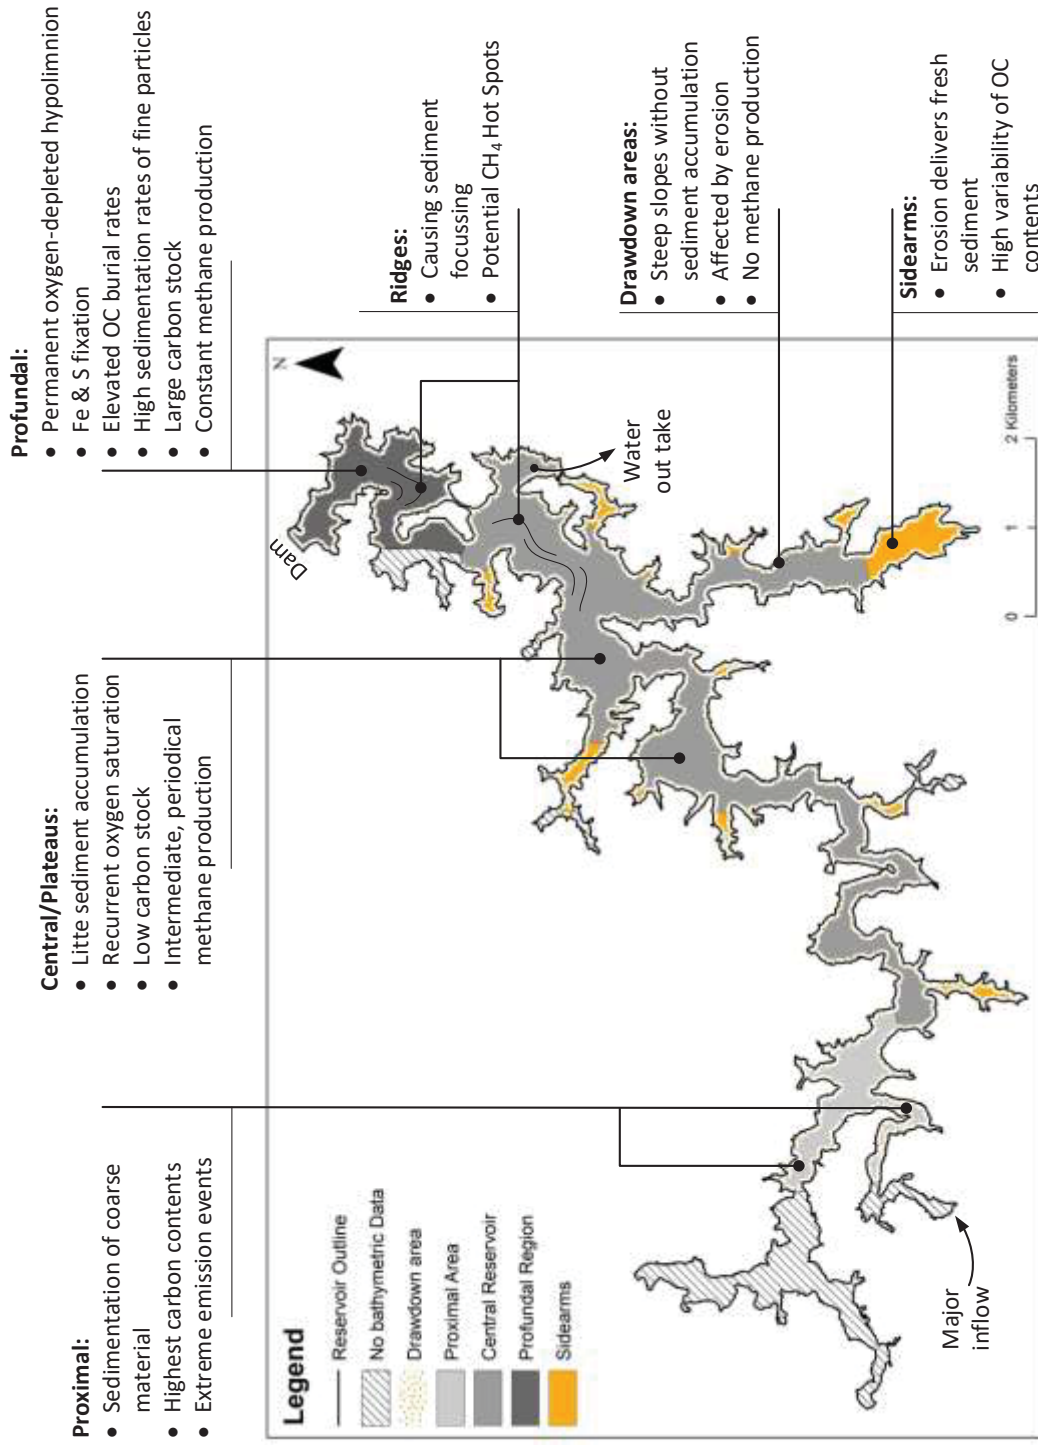 Proximal:
• Sedimentation of coarse
material
• Highest carbon contents
• Extreme emission events
Central/Plateaus:
• Litte sediment accumulation
• Recurrent oxygen saturation
• Low carbon stock
• Intermediate, periodical
methane production
Profundal:
• Permanent oxygen-depleted hypolimnion
• Fe & S fixation
• Elevated OC burial rates
• High sedimentation rates of fine particles
• Large carbon stock
• Constant methane production
Ridges:
• Causing sediment
focussing
• Potential CH₄ Hot Spots
Drawdown areas:
• Steep slopes without
sediment accumulation
• Affected by erosion
• No methane production
Sidearms:
• Erosion delivers fresh
sediment
• High variability of OC
contents
N
Dam
Water
out take
Major
inflow
Legend
Reservoir Outline
No bathymetric Data
Drawdown area
Proximal Area
Central Reservoir
Profundal Region
Sidearms
0 1 2 Kilometers